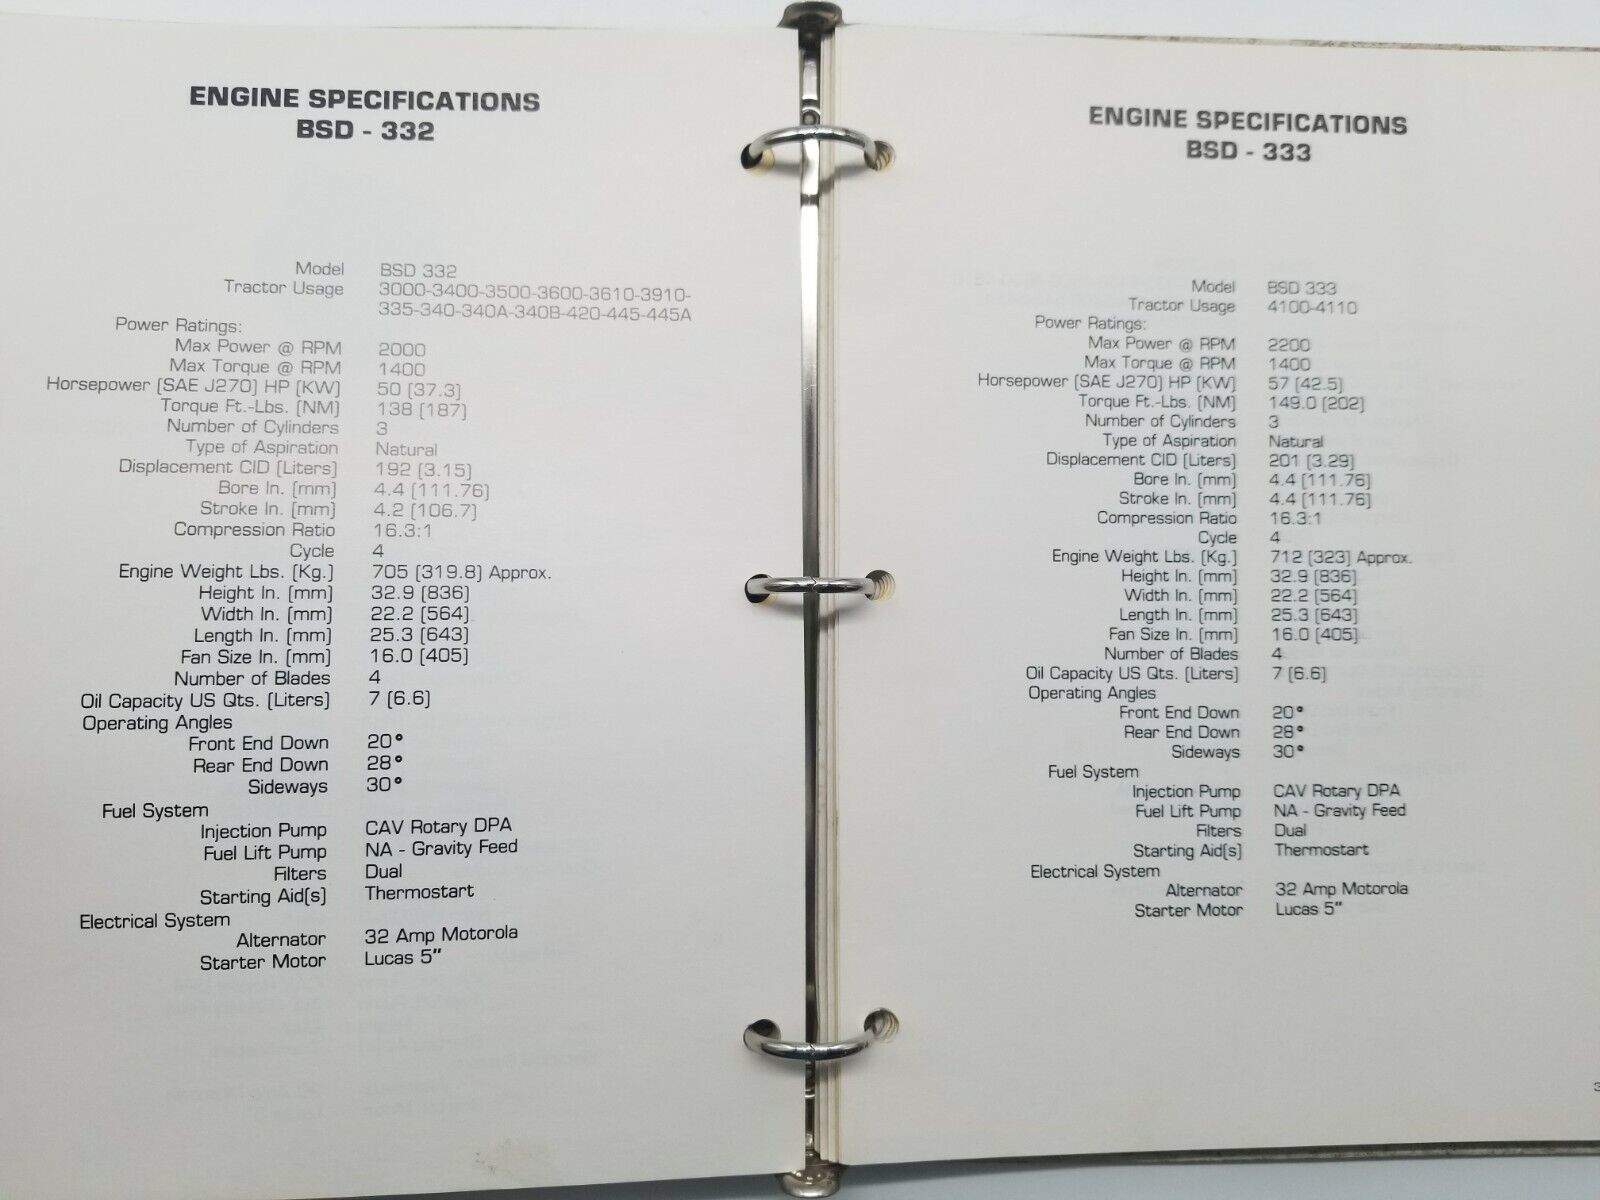 ENGINE SPECIFICATIONS
BSD - 332
Model BSD 332
Tractor Usage 3000-3400-3500-3600-3610-3910-
335-340-340A-340B-420-445-445A
Power Ratings:
Max Power @ RPM 2000
Max Torque @ RPM 1400
Horsepower (SAE J270) HP (KW) 50 (37.3)
Torque Ft.-Lbs. (NM) 138 (187)
Number of Cylinders 3
Type of Aspiration Natural
Displacement CID (Liters) 192 (3.15)
Bore In. (mm) 4.4 (111.76)
Stroke In. (mm) 4.2 (106.7)
Compression Ratio 16.3:1
Cycle 4
Engine Weight Lbs. (Kg.) 705 (319.8) Approx.
Height In. (mm) 32.9 (836)
Width In. (mm) 22.2 (564)
Length In. (mm) 25.3 (643)
Fan Size In. (mm) 16.0 (405)
Number of Blades 4
Oil Capacity US Qts. (Liters) 7 (6.6)
Operating Angles
Front End Down 20°
Rear End Down 28°
Sideways 30°
Fuel System
Injection Pump CAV Rotary DPA
Fuel Lift Pump NA - Gravity Feed
Filters Dual
Starting Aid(s) Thermostart
Electrical System
Alternator 32 Amp Motorola
Starter Motor Lucas 5"
ENGINE SPECIFICATIONS
BSD - 333
Model BSD 333
Tractor Usage 4100-4110
Power Ratings:
Max Power @ RPM 2200
Max Torque @ RPM 1400
Horsepower (SAE J270) HP (KW) 57 (42.5)
Torque Ft.-Lbs. (NM) 149.0 (202)
Number of Cylinders 3
Type of Aspiration Natural
Displacement CID (Liters) 201 (3.29)
Bore In. (mm) 4.4 (111.76)
Stroke In. (mm) 4.4 (111.76)
Compression Ratio 16.3:1
Cycle 4
Engine Weight Lbs. (Kg.) 712 (323) Approx.
Height In. (mm) 32.9 (836)
Width In. (mm) 22.2 (564)
Length In. (mm) 25.3 (643)
Fan Size In. (mm) 16.0 (405)
Number of Blades 4
Oil Capacity US Qts. (Liters) 7 (6.6)
Operating Angles
Front End Down 20°
Rear End Down 28°
Sideways 30°
Fuel System
Injection Pump CAV Rotary DPA
Fuel Lift Pump NA - Gravity Feed
Filters Dual
Starting Aid(s) Thermostart
Electrical System
Alternator 32 Amp Motorola
Starter Motor Lucas 5"